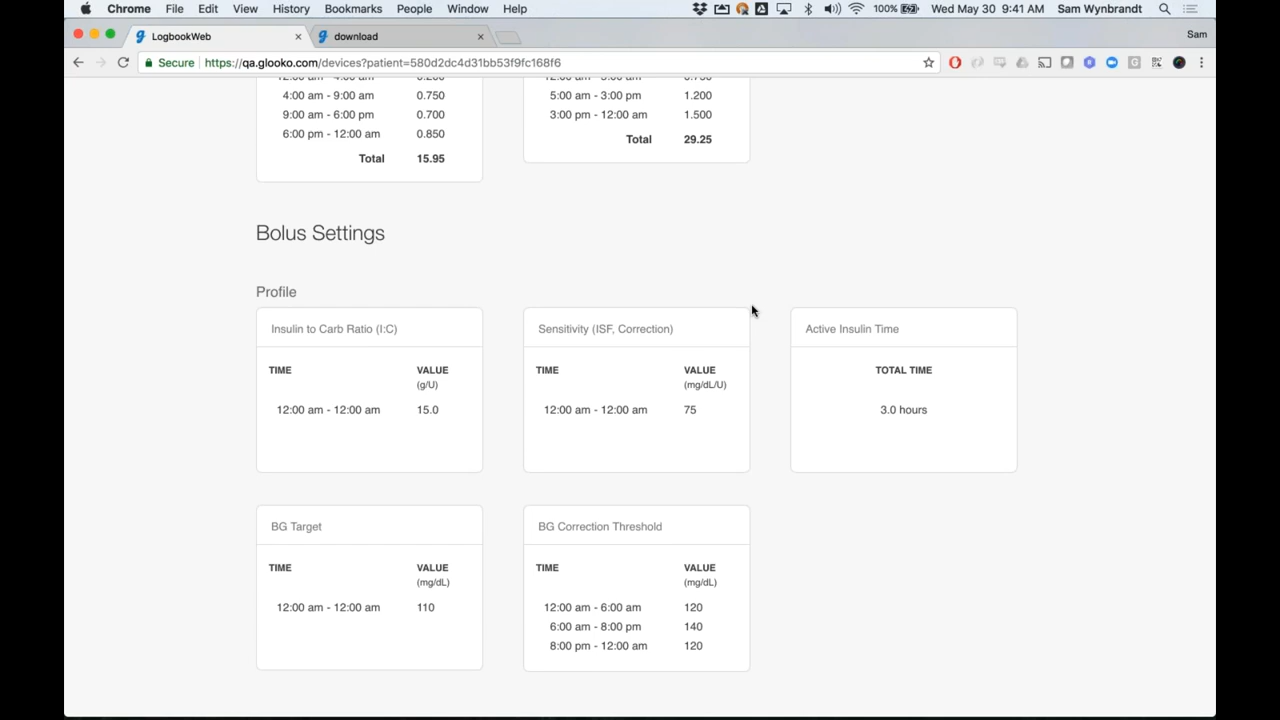 Chrome File Edit View History Bookmarks People Window Help 100% Wed May 30 9:41 AM Sam Wynbrandt
LogbookWeb download Sam
Secure https://qa.glooko.com/devices?patient=580d2dc4d31bb53f9fc168f6
4:00 am - 9:00 am 0.750
9:00 am - 6:00 pm 0.700
6:00 pm - 12:00 am 0.850
Total 15.95
5:00 am - 3:00 pm 1.200
3:00 pm - 12:00 am 1.500
Total 29.25
Bolus Settings
Profile
Insulin to Carb Ratio (I:C)
TIME VALUE
(g/U)
12:00 am - 12:00 am 15.0
Sensitivity (ISF, Correction)
TIME VALUE
(mg/dL/U)
12:00 am - 12:00 am 75
Active Insulin Time
TOTAL TIME
3.0 hours
BG Target
TIME VALUE
(mg/dL)
12:00 am - 12:00 am 110
BG Correction Threshold
TIME VALUE
(mg/dL)
12:00 am - 6:00 am 120
6:00 am - 8:00 pm 140
8:00 pm - 12:00 am 120